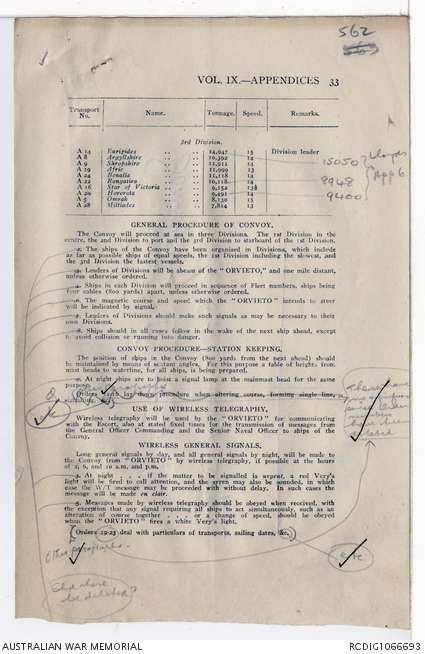 562
VOL. IX.—APPENDICES 33
Transport No. Name. Tonnage. Speed. Remarks.
3rd Division.
A 14 Euripides .. .. 14,947 15 Division leader
A 8 Argyllshire .. .. 10,392 14
A 9 Shropshire .. .. 11,911 14
A 19 Afric .. .. 11,999 13
A 24 Benalla .. .. 11,118 14
A 22 Rangatira .. .. 10,118 14
A 16 Star of Victoria .. 9,152 13½
A 20 Hororata .. .. 9,491 14
A 5 Omrah .. .. 8,130 15
A 28 Miltiades .. .. 7,814 13
15050
8948
9400
Lloyds
App 6
GENERAL PROCEDURE OF CONVOY.
The Convoy will proceed at sea in three Divisions. The 1st Division in the
centre, the 2nd Division to port and the 3rd Division to starboard of the 1st Division.
The ships of the Convoy have been organised in Divisions, which include
as far as possible ships of equal speeds, the 1st Division including the slowest, and
the 3rd Division the fastest vessels.
Leaders of Divisions will be abeam of the "ORVIETO," and one mile distant,
unless otherwise ordered.
Ships in each Division will proceed in sequence of Fleet numbers, ships being
four cables (800 yards) apart, unless otherwise ordered.
The magnetic course and speed which the "ORVIETO" intends to steer
will be indicated by signal.
Leaders of Divisions should make such signals as may be necessary to their
own Divisions.
Ships should in all cases follow in the wake of the next ship ahead, except
to avoid collision or running into danger.
CONVOY PROCEDURE—STATION KEEPING.
The position of ships in the Convoy (800 yards from the next ahead) should
be maintained by means of sextant angles. For this purpose a table of heights from
mast heads to waterline, for all ships, is being prepared.
At night ships are to hoist a signal lamp at the mainmast head for the same
purpose.
USE OF WIRELESS TELEGRAPHY.
Wireless telegraphy will be used by the "ORVIETO" for communicating
with the Escort, also at stated fixed times for the transmission of messages from
the General Officer Commanding and the Senior Naval Officer to ships of the
Convoy.
WIRELESS GENERAL SIGNALS.
Long general signals by day, and all general signals by night, will be made to
the Convoy from "ORVIETO" by wireless telegraphy, if possible at the hours
of 2, 6, and 10 a.m. and p.m.
At night . . . if the matter to be signalled is urgent, a red Very's
light will be fired to call attention, and the syren may also be sounded, in which
case the W/T message may be proceeded with without delay. In such cases the
message will be made en clair.
Messages made by wireless telegraphy should be obeyed when received, with
the exception that any signal requiring all ships to act simultaneously, such as an
alteration of course together . . . or a change of speed, should be obeyed
when the "ORVIETO" fires a white Very's light.
(Orders 19-23 deal with particulars of transports, sailing dates, &c.)
Other paragraphs.
etc
AUSTRALIAN WAR MEMORIAL RCDIG1066693